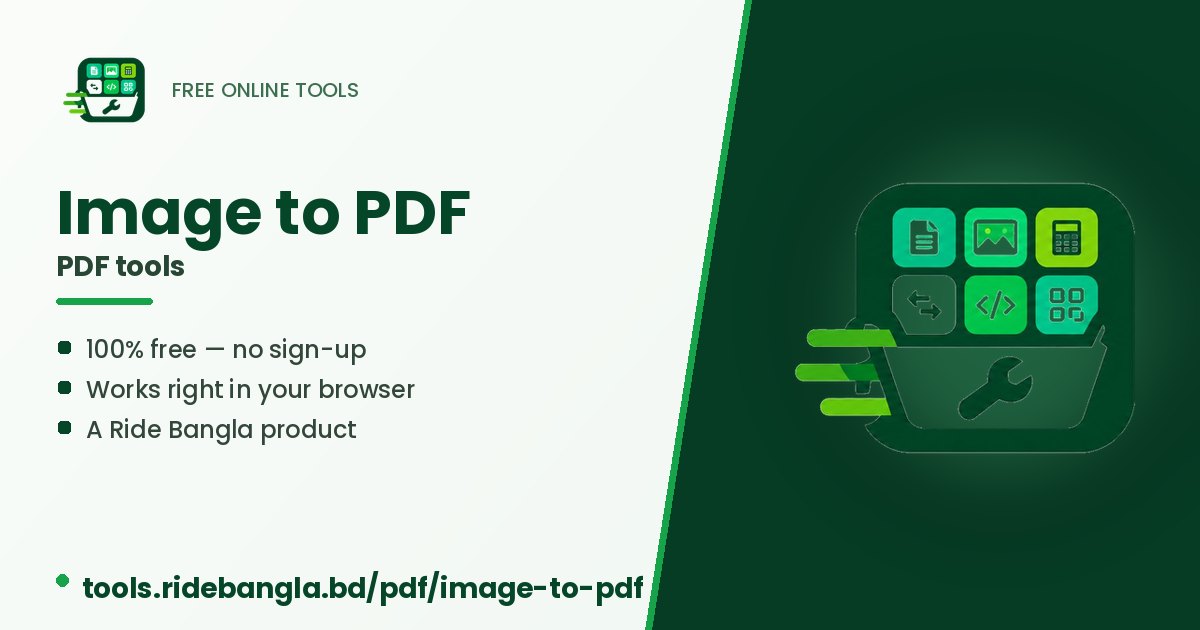 FREE ONLINE TOOLS
Image to PDF
PDF tools
100% free — no sign-up
Works right in your browser
A Ride Bangla product
tools.ridebangla.bd/pdf/image-to-pdf